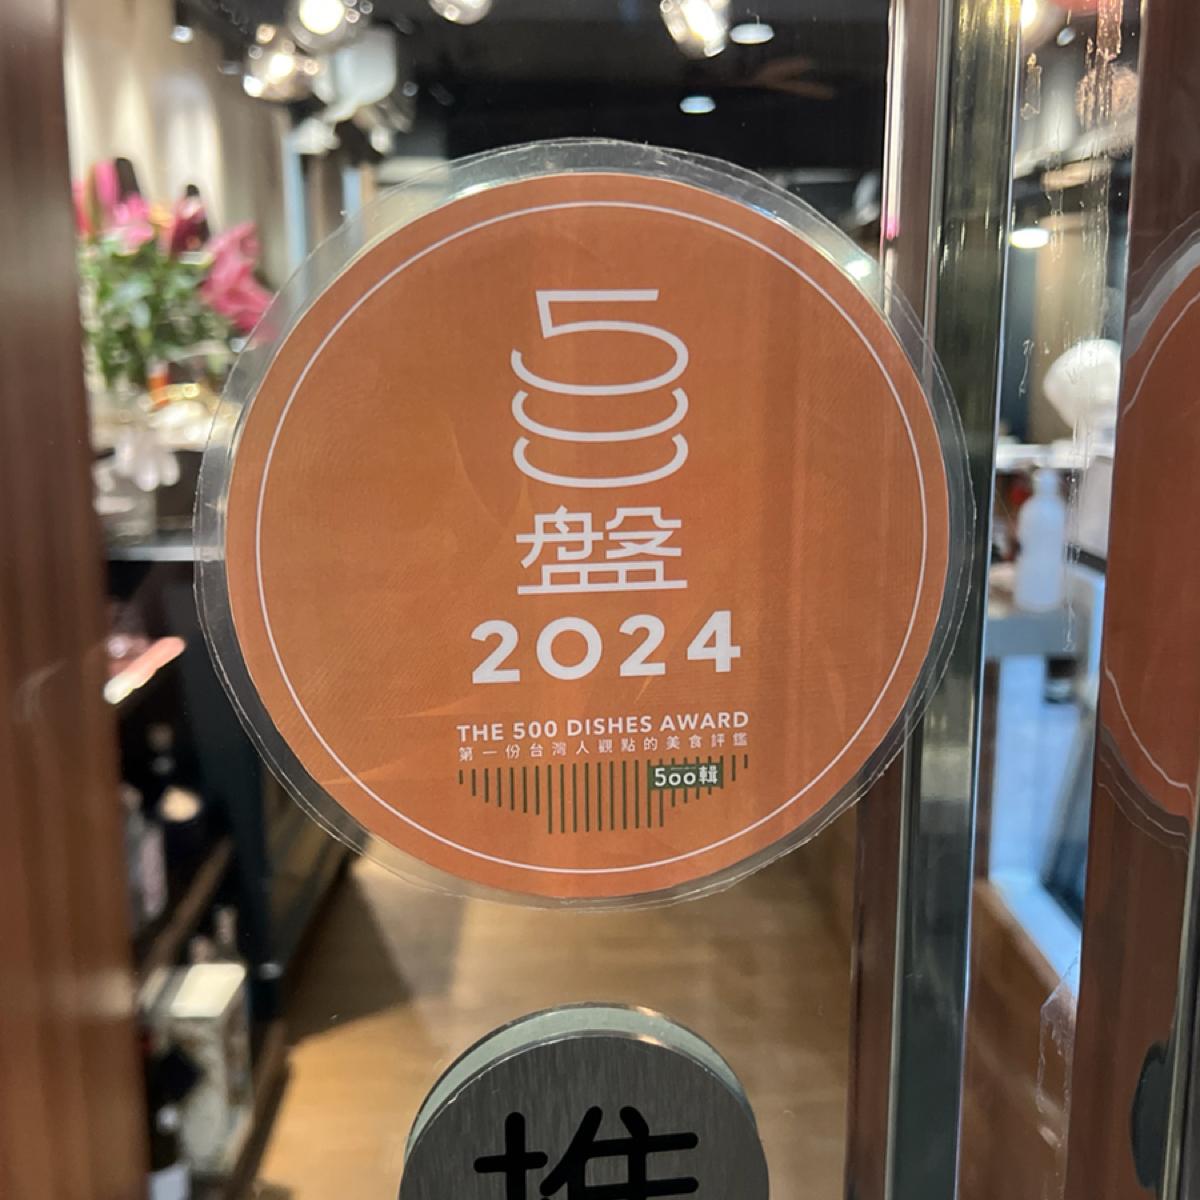 500
盤
2024
THE 500 DISHES AWARD
第一份台灣人觀點的美食評鑑
500輯
推